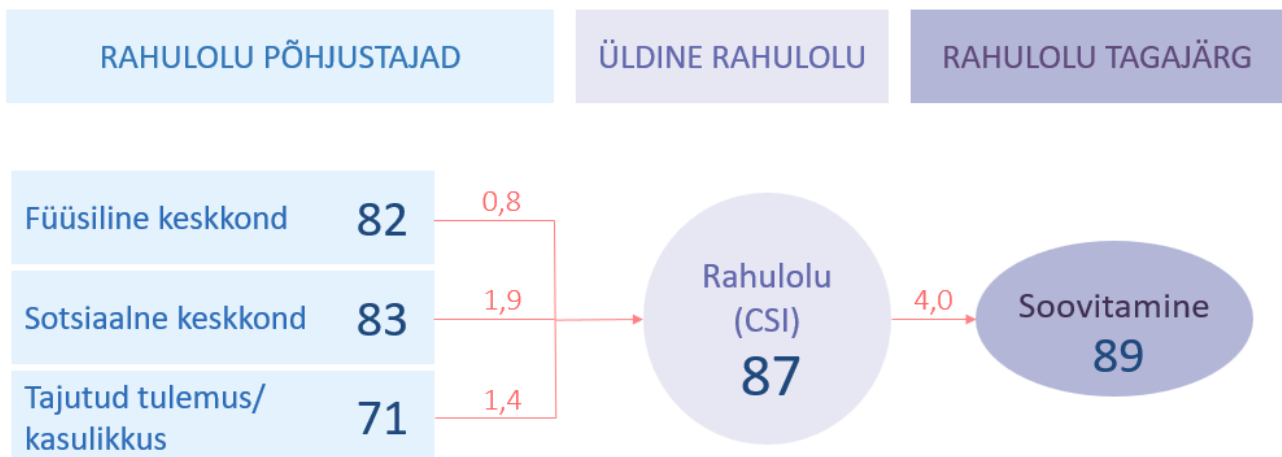 RAHULOLU PÕHJUSTAJAD
ÜLDINE RAHULOLU
RAHULOLU TAGAJÄRG
Füüsiline keskkond 82
0,8
Sotsiaalne keskkond 83
1,9
Tajutud tulemus/
kasulikkus 71
1,4
Rahulolu
(CSI)
87
4,0
Soovitamine
89